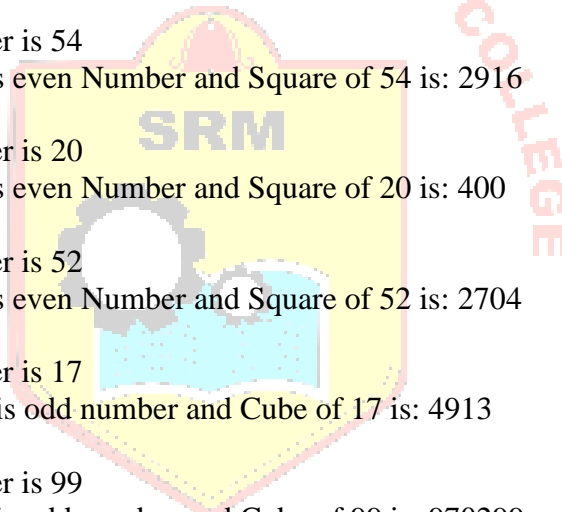 er is 54
s even Number and Square of 54 is: 2916
SRM
er is 20
s even Number and Square of 20 is: 400
er is 52
s even Number and Square of 52 is: 2704
er is 17
is odd number and Cube of 17 is: 4913
er is 99
COLLEGE